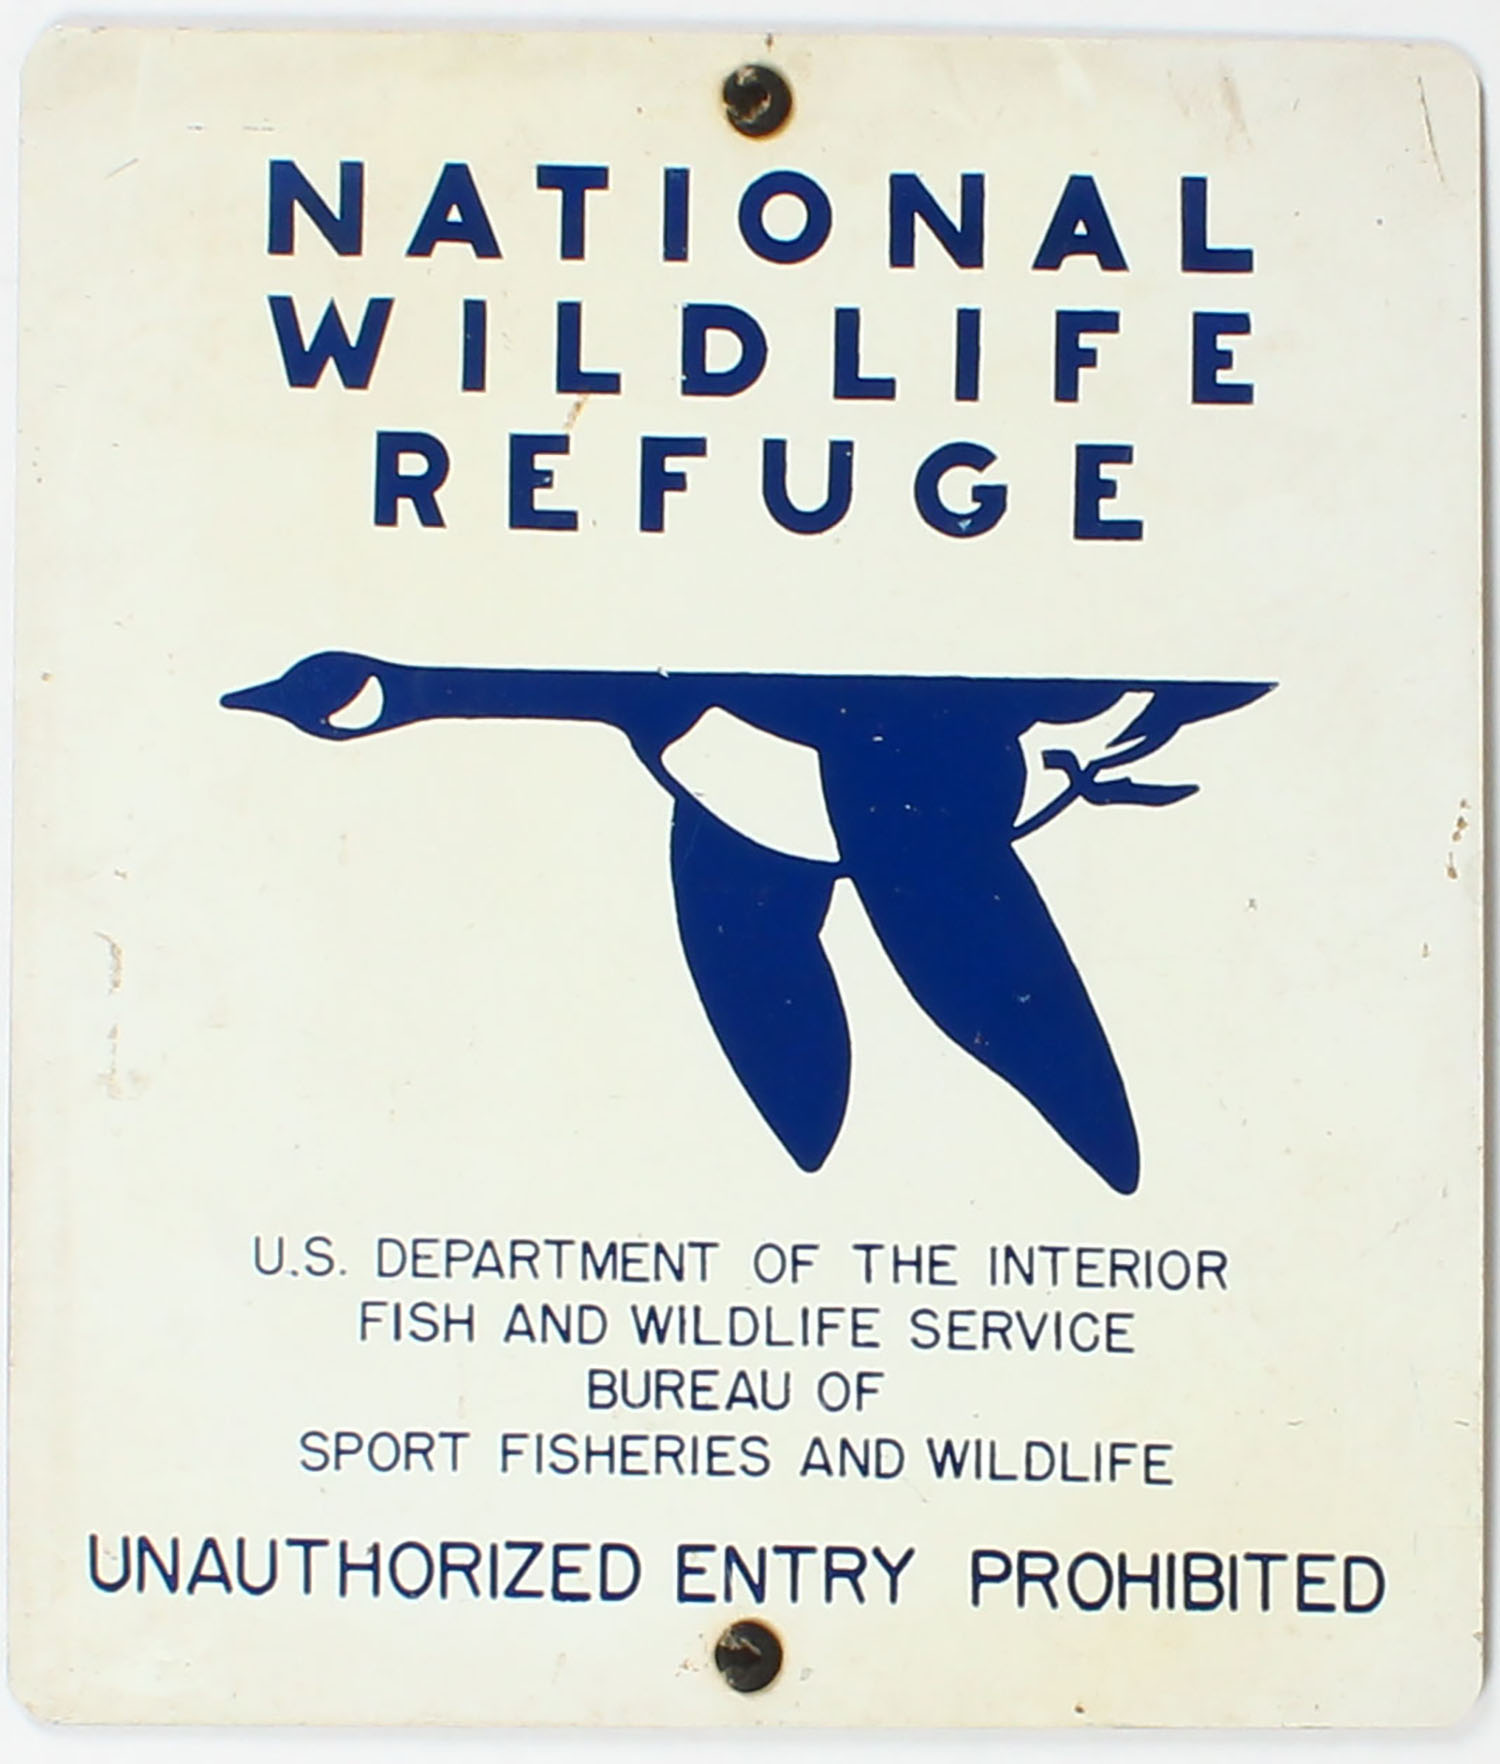 NATIONAL
WILDLIFE
REFUGE
U.S. DEPARTMENT OF THE INTERIOR
FISH AND WILDLIFE SERVICE
BUREAU OF
SPORT FISHERIES AND WILDLIFE
UNAUTHORIZED ENTRY PROHIBITED